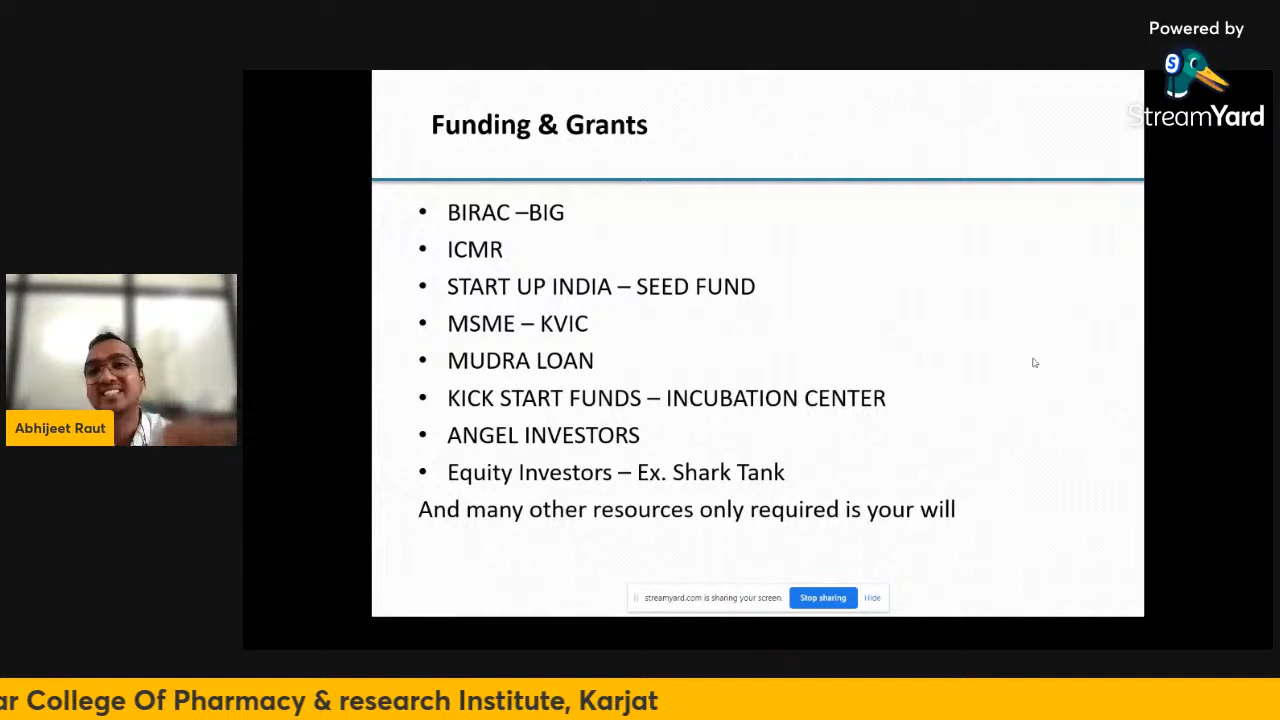 Powered by
StreamYard
Funding & Grants
• BIRAC –BIG
• ICMR
• START UP INDIA – SEED FUND
• MSME – KVIC
• MUDRA LOAN
• KICK START FUNDS – INCUBATION CENTER
• ANGEL INVESTORS
• Equity Investors – Ex. Shark Tank
And many other resources only required is your will
Abhijeet Raut
streamyard.com is sharing your screen. Stop sharing Hide
ar College Of Pharmacy & research Institute, Karjat